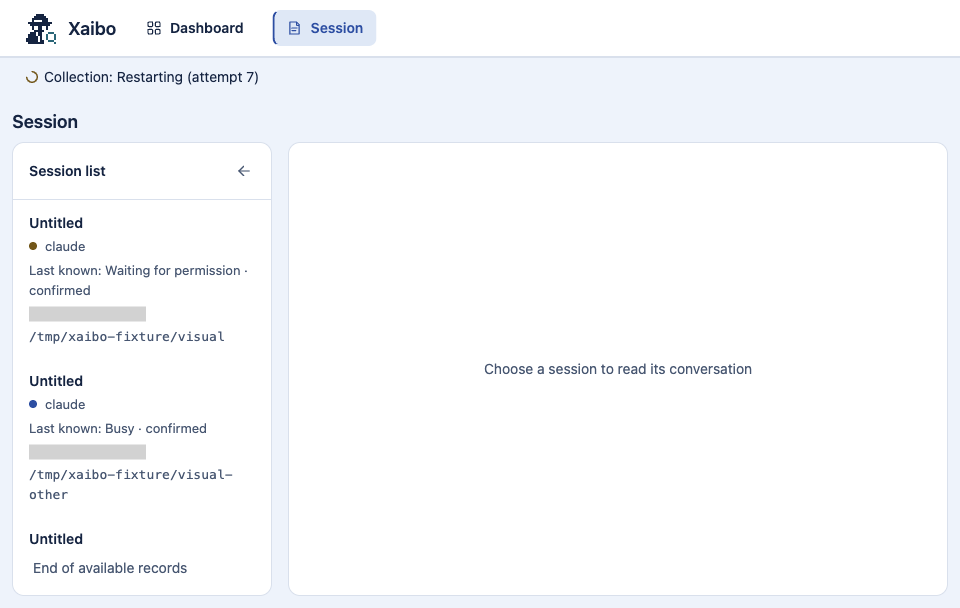 Xaibo
Dashboard
Session
Collection: Restarting (attempt 7)
Session
Session list
Untitled
claude
Last known: Waiting for permission ·
confirmed
/tmp/xaibo-fixture/visual
Untitled
claude
Last known: Busy · confirmed
/tmp/xaibo-fixture/visual-
other
Untitled
End of available records
Choose a session to read its conversation